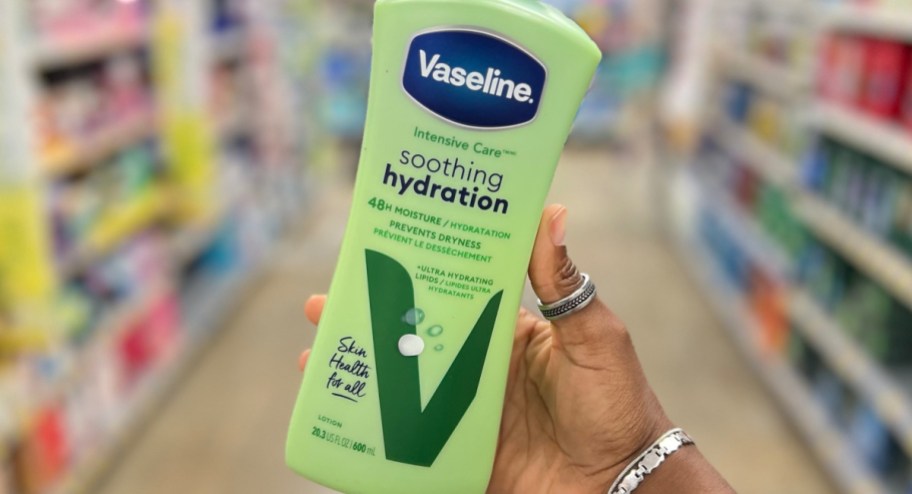 Vaseline.
Intensive Care
soothing
hydration
48H MOISTURE / HYDRATATION
PREVENTS DRYNESS
PRÉVIENT LE DESSÈCHEMENT
+ULTRA HYDRATING
LIPIDS / LIPIDES ULTRA
HYDRATANTS
Skin
Health
for all
LOTION
20.3 US FL OZ / 600 mL